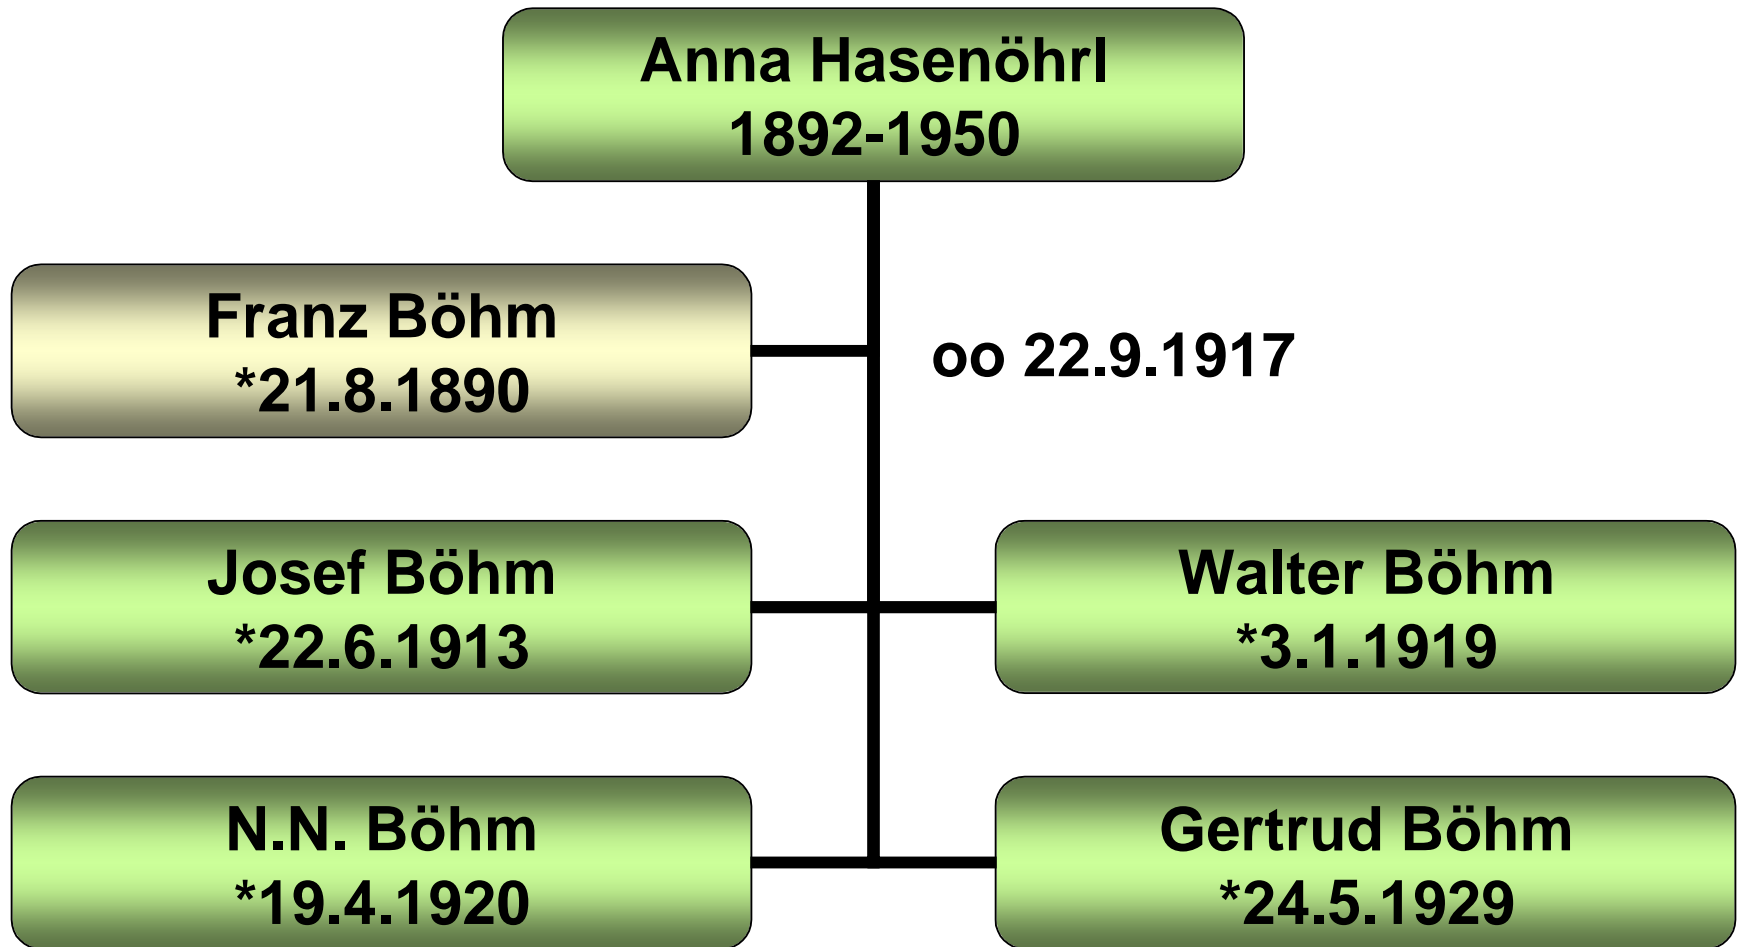 Anna Hasenöhrl
1892-1950
Franz Böhm
*21.8.1890
oo 22.9.1917
Josef Böhm
*22.6.1913
Walter Böhm
*3.1.1919
N.N. Böhm
*19.4.1920
Gertrud Böhm
*24.5.1929